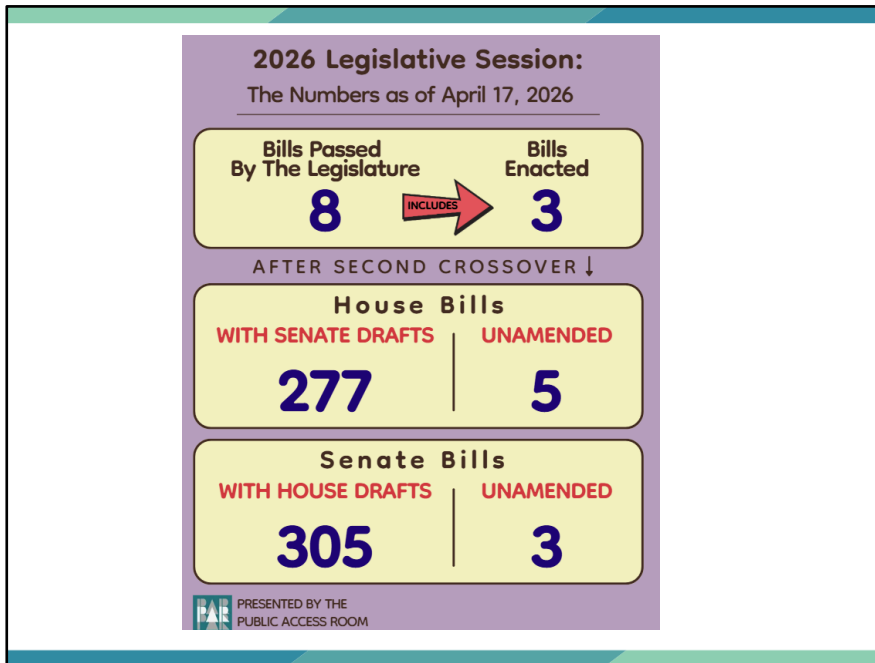 2026 Legislative Session:
The Numbers as of April 17, 2026
Bills Passed
By The Legislature
8
INCLUDES
Bills
Enacted
3
AFTER SECOND CROSSOVER ↓
House Bills
WITH SENATE DRAFTS
277
UNAMENDED
5
Senate Bills
WITH HOUSE DRAFTS
305
UNAMENDED
3
PAR
PRESENTED BY THE
PUBLIC ACCESS ROOM